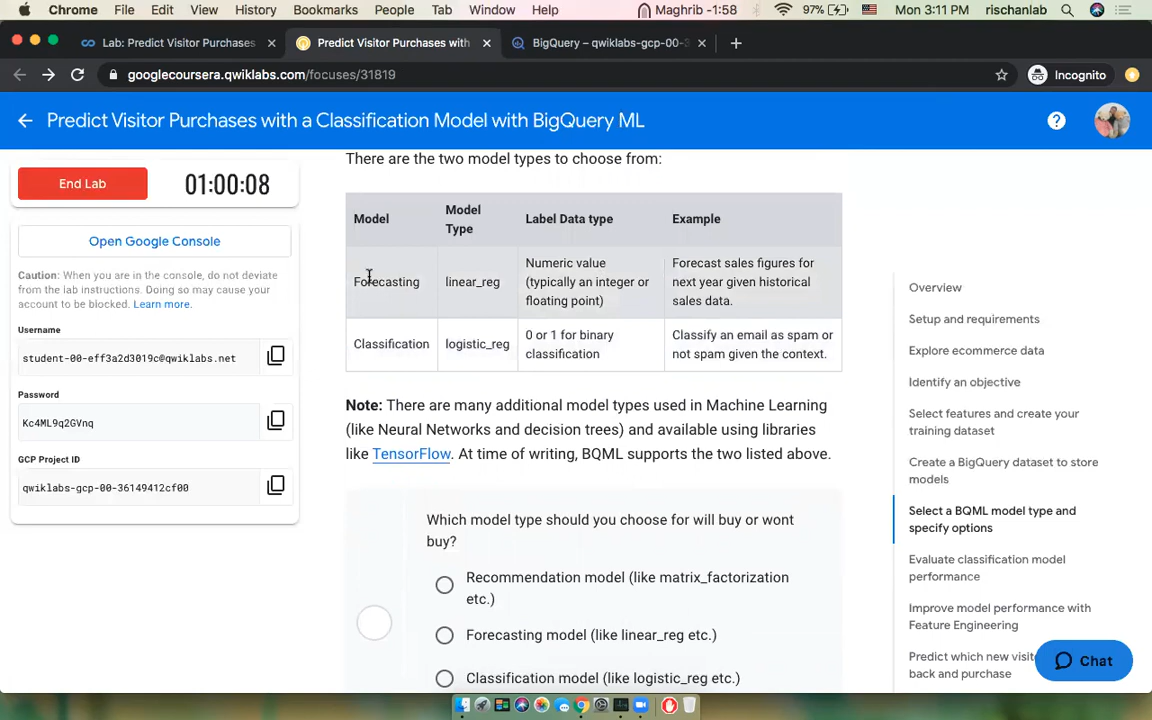 Chrome File Edit View History Bookmarks People Tab Window Help Maghrib -1:58 97% Mon 3:11 PM rischanlab
Lab: Predict Visitor Purchases
Predict Visitor Purchases with
BigQuery – qwiklabs-gcp-00-3
googlecoursera.qwiklabs.com/focuses/31819
Incognito
Predict Visitor Purchases with a Classification Model with BigQuery ML
End Lab
01:00:08
Open Google Console
Caution: When you are in the console, do not deviate
from the lab instructions. Doing so may cause your
account to be blocked. Learn more.
Username
student-00-eff3a2d3019c@qwiklabs.net
Password
Kc4ML9q2GVnq
GCP Project ID
qwiklabs-gcp-00-36149412cf00
There are the two model types to choose from:
Model
Model
Type
Label Data type
Example
Forecasting
linear_reg
Numeric value
(typically an integer or
floating point)
Forecast sales figures for
next year given historical
sales data.
Classification
logistic_reg
0 or 1 for binary
classification
Classify an email as spam or
not spam given the context.
Note: There are many additional model types used in Machine Learning
(like Neural Networks and decision trees) and available using libraries
like TensorFlow. At time of writing, BQML supports the two listed above.
Which model type should you choose for will buy or wont
buy?
Recommendation model (like matrix_factorization
etc.)
Forecasting model (like linear_reg etc.)
Classification model (like logistic_reg etc.)
Overview
Setup and requirements
Explore ecommerce data
Identify an objective
Select features and create your
training dataset
Create a BigQuery dataset to store
models
Select a BQML model type and
specify options
Evaluate classification model
performance
Improve model performance with
Feature Engineering
Predict which new visit
back and purchase
Chat